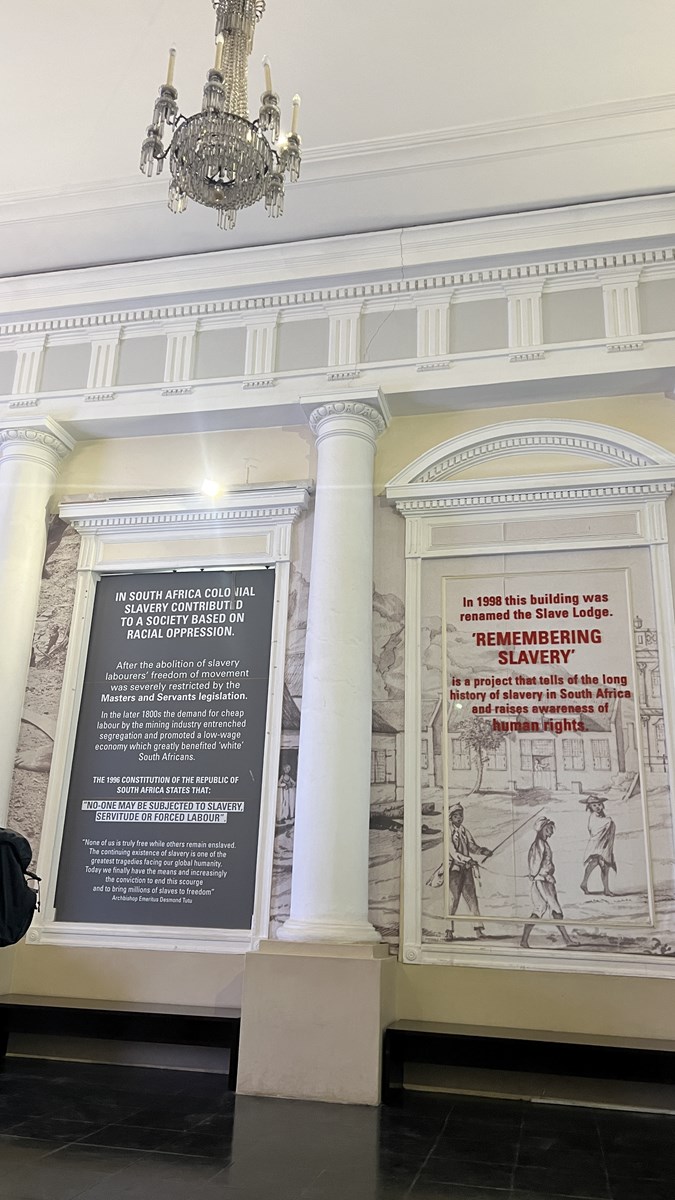 IN SOUTH AFRICA COLONIAL
SLAVERY CONTRIBUTED
TO A SOCIETY BASED ON
RACIAL OPPRESSION.
After the abolition of slavery
labourers' freedom of movement
was severely restricted by the
Masters and Servants legislation.
In the later 1800s the demand for cheap
labour by the mining industry entrenched
segregation and promoted a low-wage
economy which greatly benefited 'white'
South Africans.
THE 1996 CONSTITUTION OF THE REPUBLIC OF
SOUTH AFRICA STATES THAT:
"NO-ONE MAY BE SUBJECTED TO SLAVERY,
SERVITUDE OR FORCED LABOUR".
"None of us is truly free while others remain enslaved.
The continuing existence of slavery is one of the
greatest tragedies facing our global humanity.
Today we finally have the means and increasingly
the conviction to end this scourge
and to bring millions of slaves to freedom"
Archbishop Emeritus Desmond Tutu
In 1998 this building was
renamed the Slave Lodge.
'REMEMBERING
SLAVERY'
is a project that tells of the long
history of slavery in South Africa
and raises awareness of
human rights.